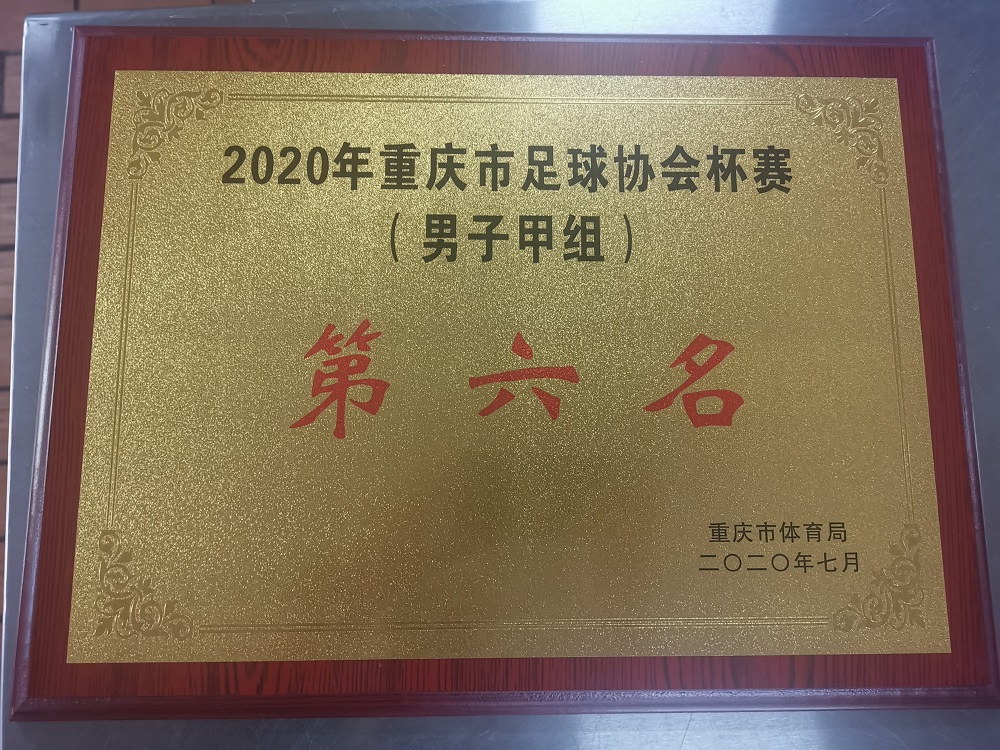 2020年重庆市足球协会杯赛
（男子甲组）
第六名
重庆市体育局
二〇二〇年七月